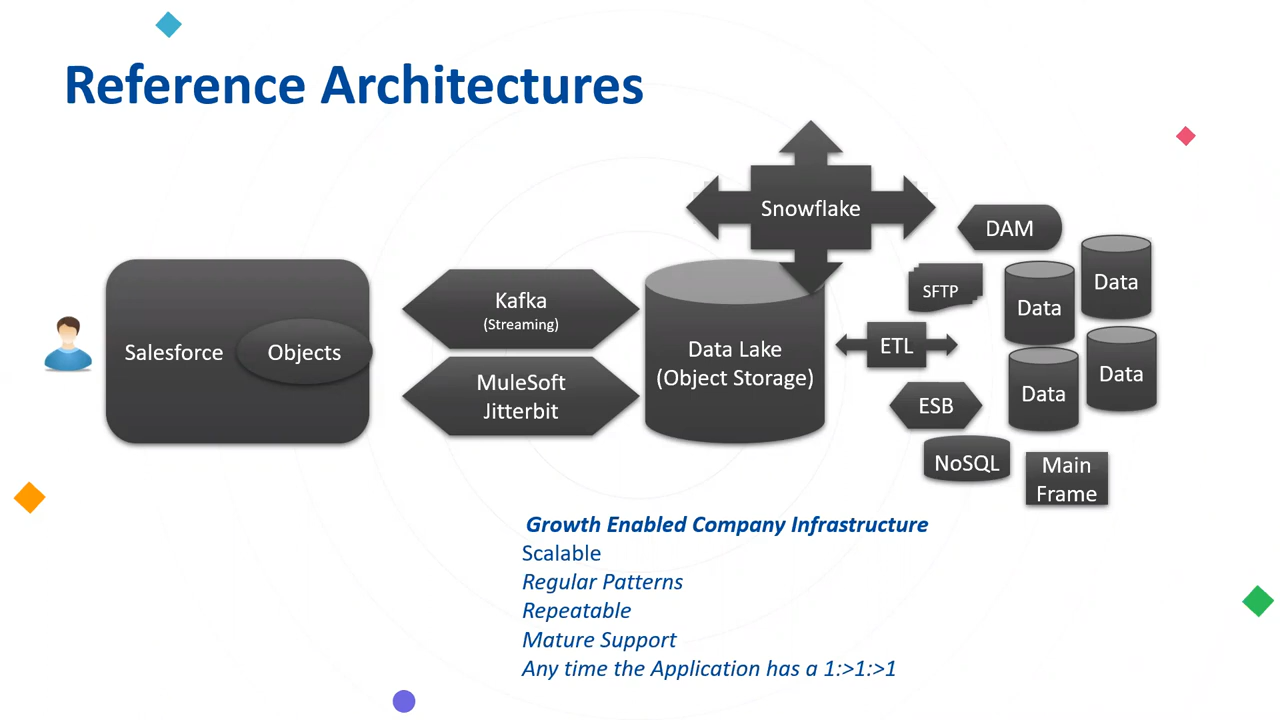 Reference Architectures
Snowflake
DAM
SFTP
Data
Data
Kafka
(Streaming)
Salesforce
Objects
Data Lake
(Object Storage)
ETL
Data
Data
MuleSoft
Jitterbit
ESB
NoSQL
Main
Frame
Growth Enabled Company Infrastructure
Scalable
Regular Patterns
Repeatable
Mature Support
Any time the Application has a 1:>1:>1